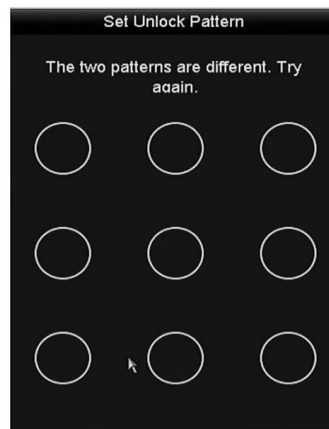 Set Unlock Pattern
The two patterns are different. Try
again.